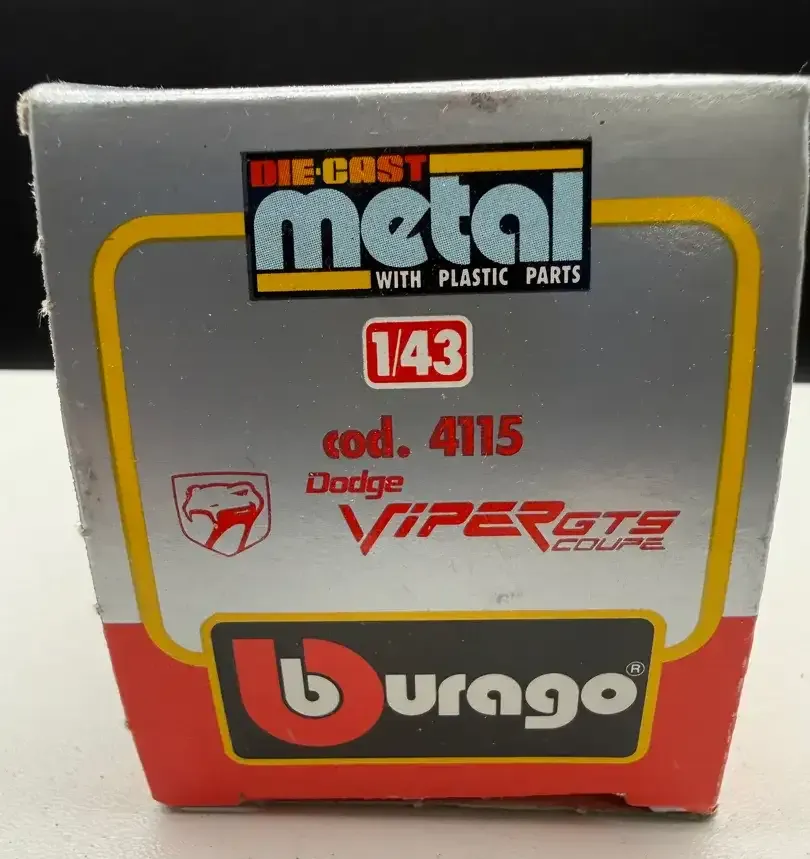 DIE·CAST
metal
WITH PLASTIC PARTS
1/43
cod. 4115
Dodge
VIPER GTS
COUPE
burago®